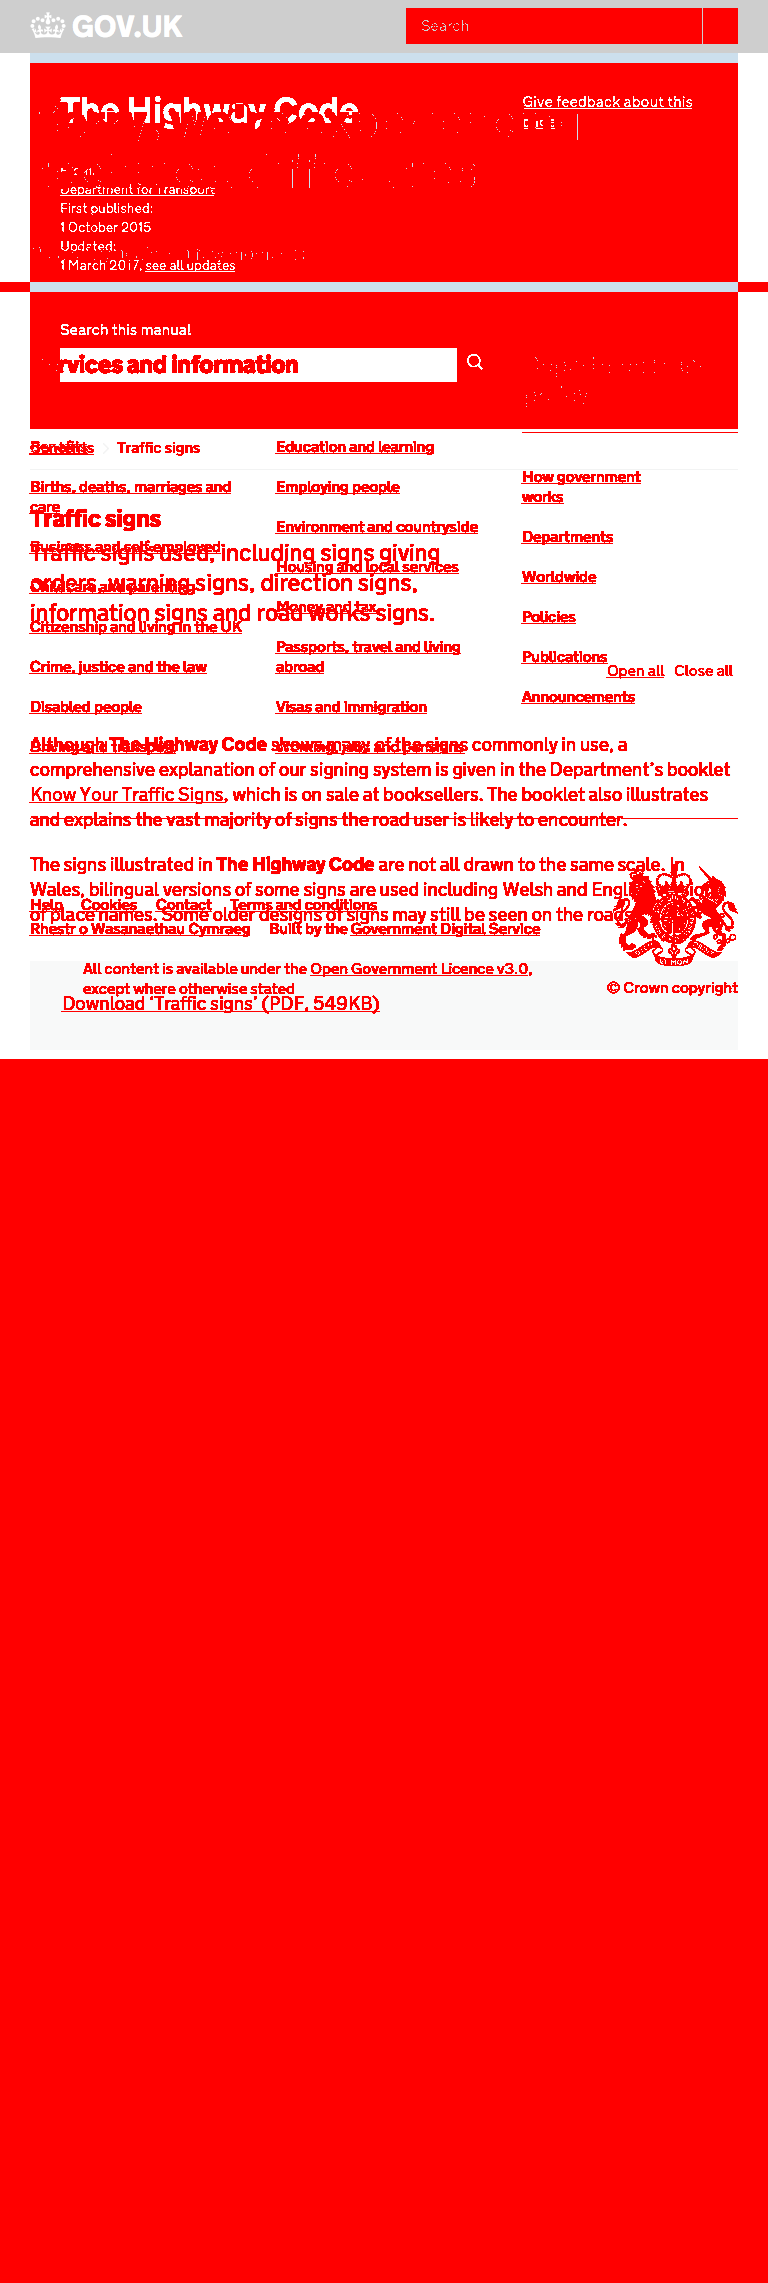 GOV.UK
Search
The Highway Code
Give feedback about this
page
Department for Transport
First published:
1 October 2015
Updated:
1 March 2017, see all updates
Search this manual
rvices and information
Traffic signs
Education and learning
How government
works
Births, deaths, marriages and
care
Employing people
Traffic signs
Environment and countryside
Departments
Business and self-employed
Traffic signs used, including signs giving
Housing and local services
Worldwide
Childcare and parenting
orders, warning signs, direction signs,
Money and tax
Policies
information signs and road works signs.
Citizenship and living in the UK
Passports, travel and living
abroad
Publications
Crime, justice and the law
Open all Close all
Disabled people
Visas and immigration
Announcements
Although The Highway Code shows many of the signs commonly in use, a
comprehensive explanation of our signing system is given in the Department's booklet
Know Your Traffic Signs, which is on sale at booksellers. The booklet also illustrates
and explains the vast majority of signs the road user is likely to encounter.
The signs illustrated in The Highway Code are not all drawn to the same scale. In
Wales, bilingual versions of some signs are used including Welsh and English versions
of place names. Some older designs of signs may still be seen on the roads.
Help Cookies Contact Terms and conditions
Rhestr o Wasanaethau Cymraeg Built by the Government Digital Service
All content is available under the Open Government Licence v3.0,
except where otherwise stated
© Crown copyright
Download ‘Traffic signs’ (PDF, 549KB)